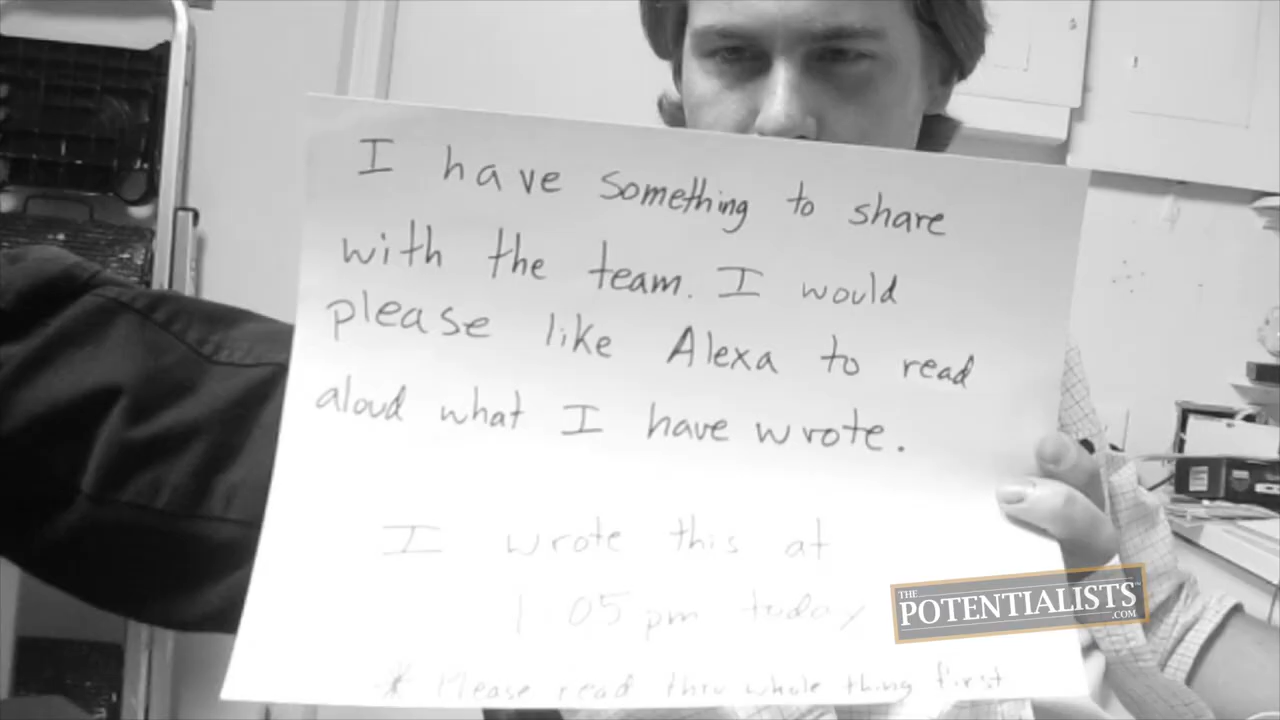 I have something to share
with the team. I would
please like Alexa to read
aloud what I have wrote.
I wrote this at
1:05 pm today
* Please read thru whole thing first
THE
POTENTIALISTS™
.COM